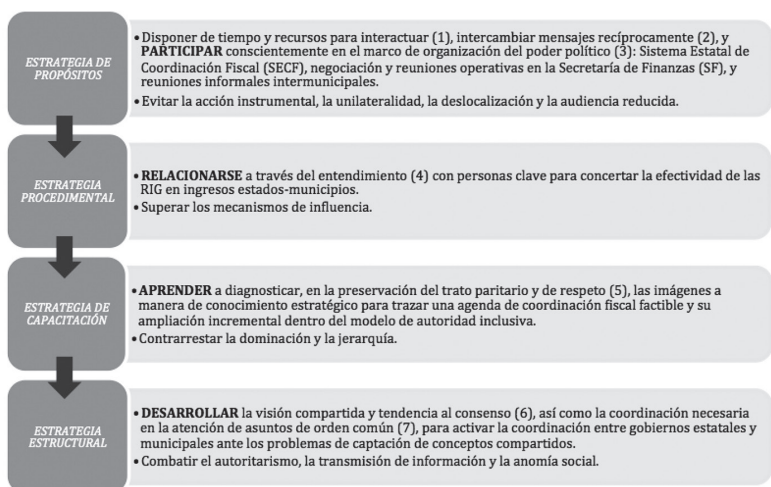 ESTRATEGIA DE
PROPÓSITOS
• Disponer de tiempo y recursos para interactuar (1), intercambiar mensajes recíprocamente (2), y
PARTICIPAR conscientemente en el marco de organización del poder político (3): Sistema Estatal de
Coordinación Fiscal (SECF), negociación y reuniones operativas en la Secretaría de Finanzas (SF), y
reuniones informales intermunicipales.
• Evitar la acción instrumental, la unilateralidad, la deslocalización y la audiencia reducida.
ESTRATEGIA
PROCEDIMENTAL
• RELACIONARSE a través del entendimiento (4) con personas clave para concertar la efectividad de las
RIG en ingresos estados-municipios.
• Superar los mecanismos de influencia.
ESTRATEGIA DE
CAPACITACIÓN
• APRENDER a diagnosticar, en la preservación del trato paritario y de respeto (5), las imágenes a
manera de conocimiento estratégico para trazar una agenda de coordinación fiscal factible y su
ampliación incremental dentro del modelo de autoridad inclusiva.
• Contrarrestar la dominación y la jerarquía.
ESTRATEGIA
ESTRUCTURAL
• DESARROLLAR la visión compartida y tendencia al consenso (6), así como la coordinación necesaria
en la atención de asuntos de orden común (7), para activar la coordinación entre gobiernos estatales y
municipales ante los problemas de captación de conceptos compartidos.
• Combatir el autoritarismo, la transmisión de información y la anomía social.